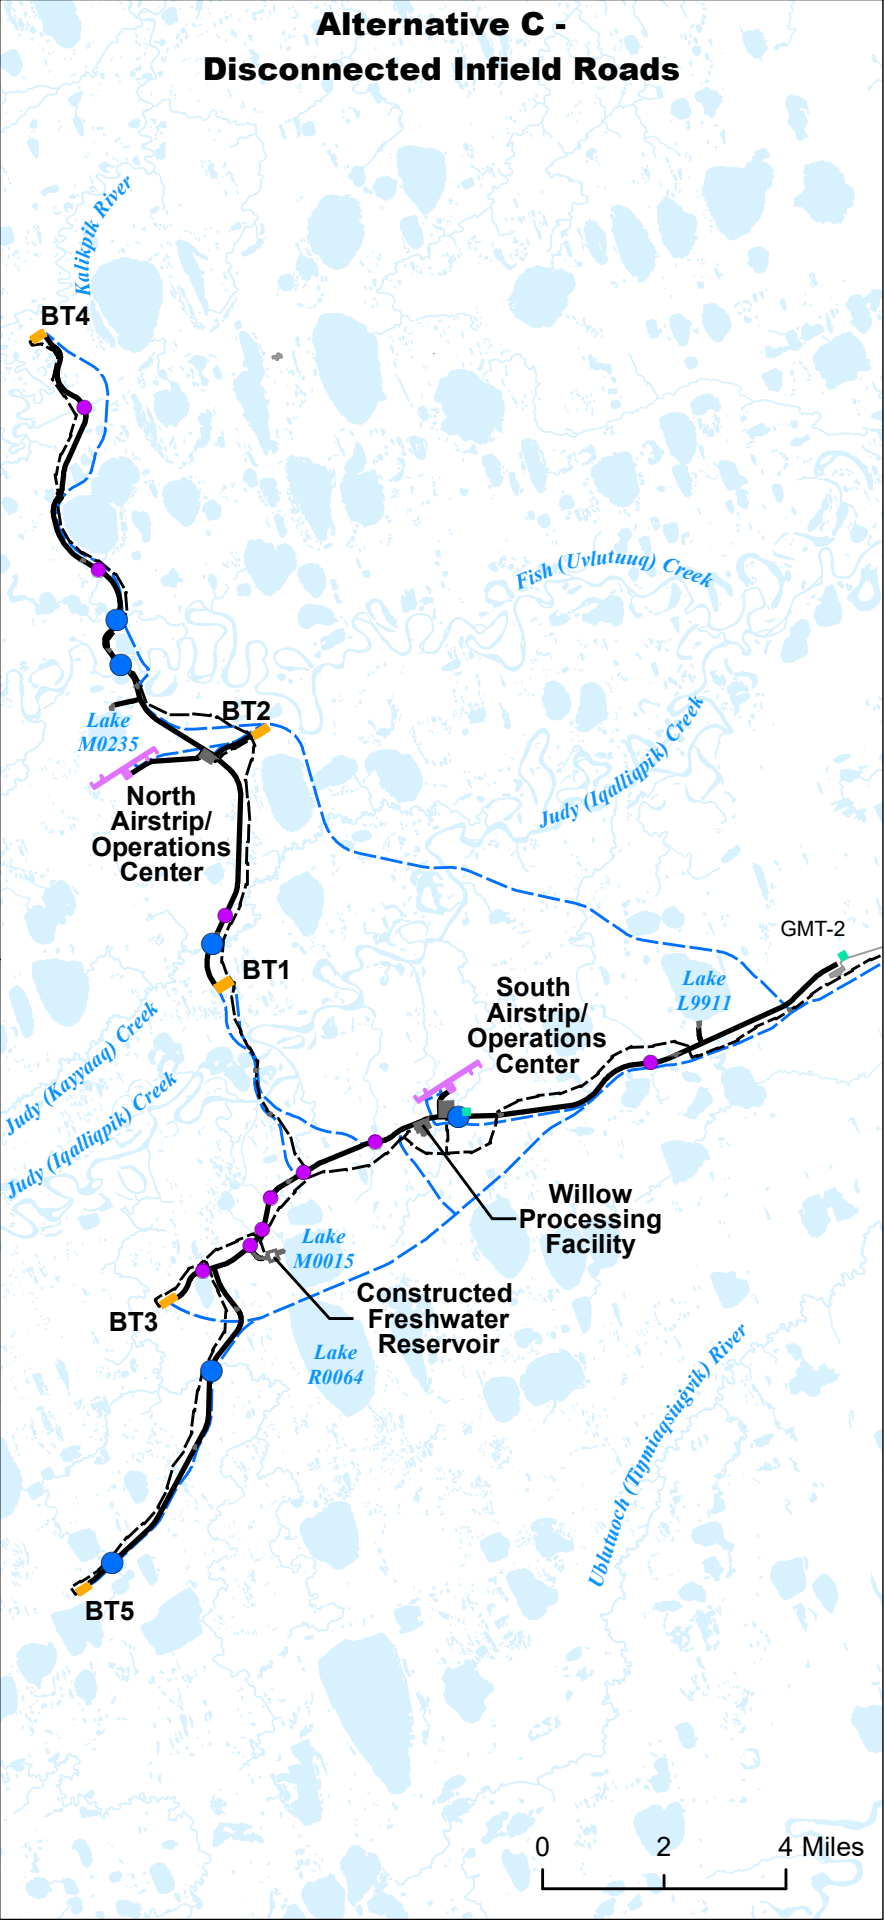 Alternative C -
Disconnected Infield Roads
Kalikpik River
BT4
Fish (Uvlutuuq) Creek
Judy (Iqalliqpik) Creek
BT2
Lake
M0235
North
Airstrip/
Operations
Center
GMT-2
BT1
Lake
L9911
South
Airstrip/
Operations
Center
Judy (Kayyaaq) Creek
Judy (Iqalliqpik) Creek
Willow
Processing
Facility
Lake
M0015
Constructed
Freshwater
Reservoir
BT3
Lake
R0064
Ublutuoch (Tiŋmiaqsiuġvik) River
BT5
0 2 4 Miles